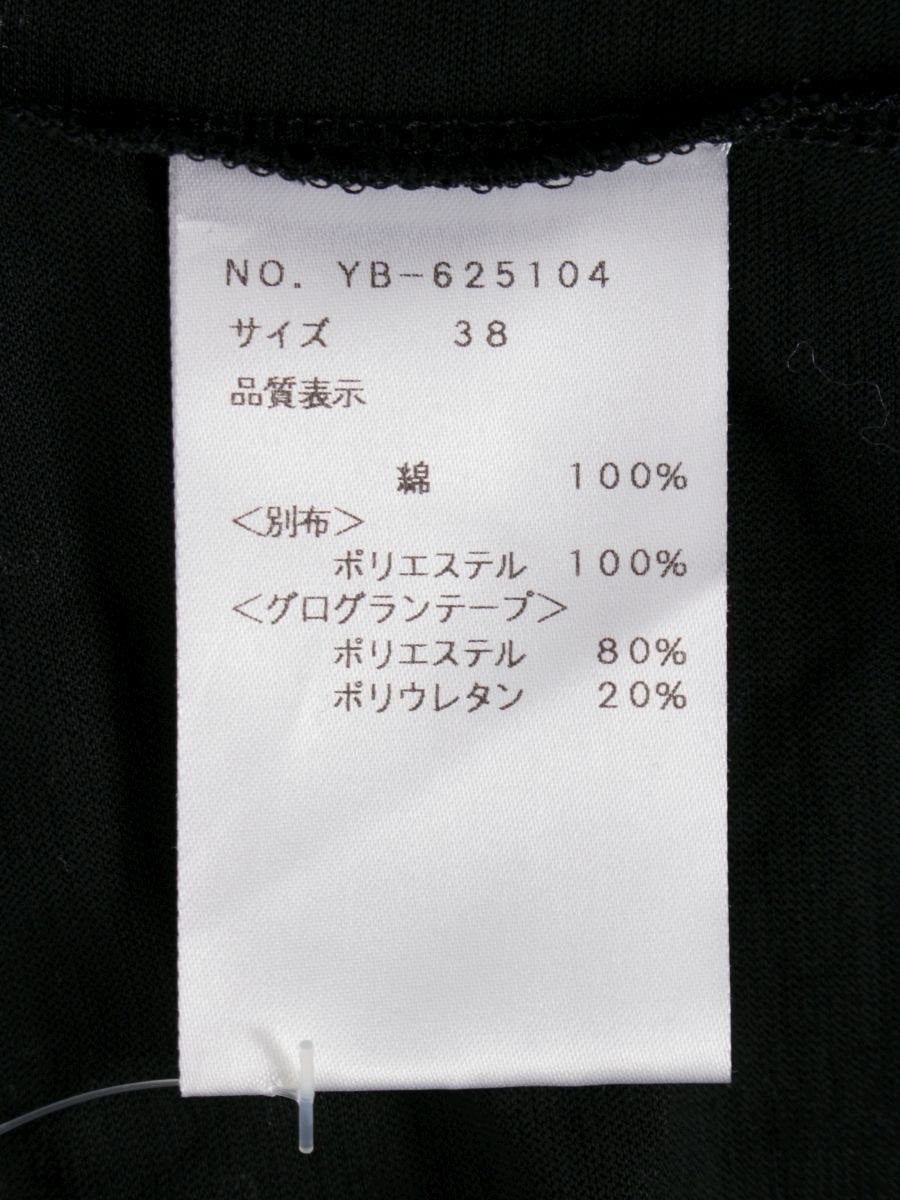 NO. YB-625104
サイズ 38
品質表示
綿 100%
<別布>
ポリエステル 100%
<グログランテープ>
ポリエステル 80%
ポリウレタン 20%